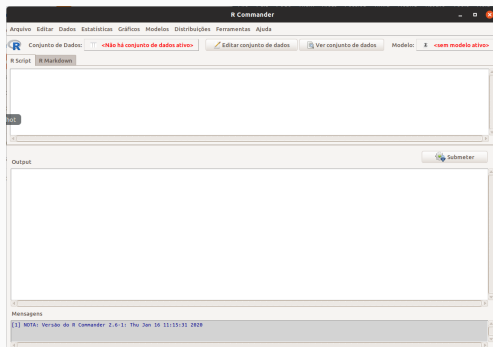 R Commander
Arquivo Editar Dados Estatísticas Gráficos Modelos Distribuições Ferramentas Ajuda
R Conjunto de Dados: <Não há conjunto de dados ativo> Editar conjunto de dados Ver conjunto de dados Modelo: Σ <sem modelo ativo>
R Script R Markdown
hot
Submeter
Output
Mensagens
[1] NOTA: Versão do R Commander 2.6-1: Thu Jan 16 11:15:31 2020